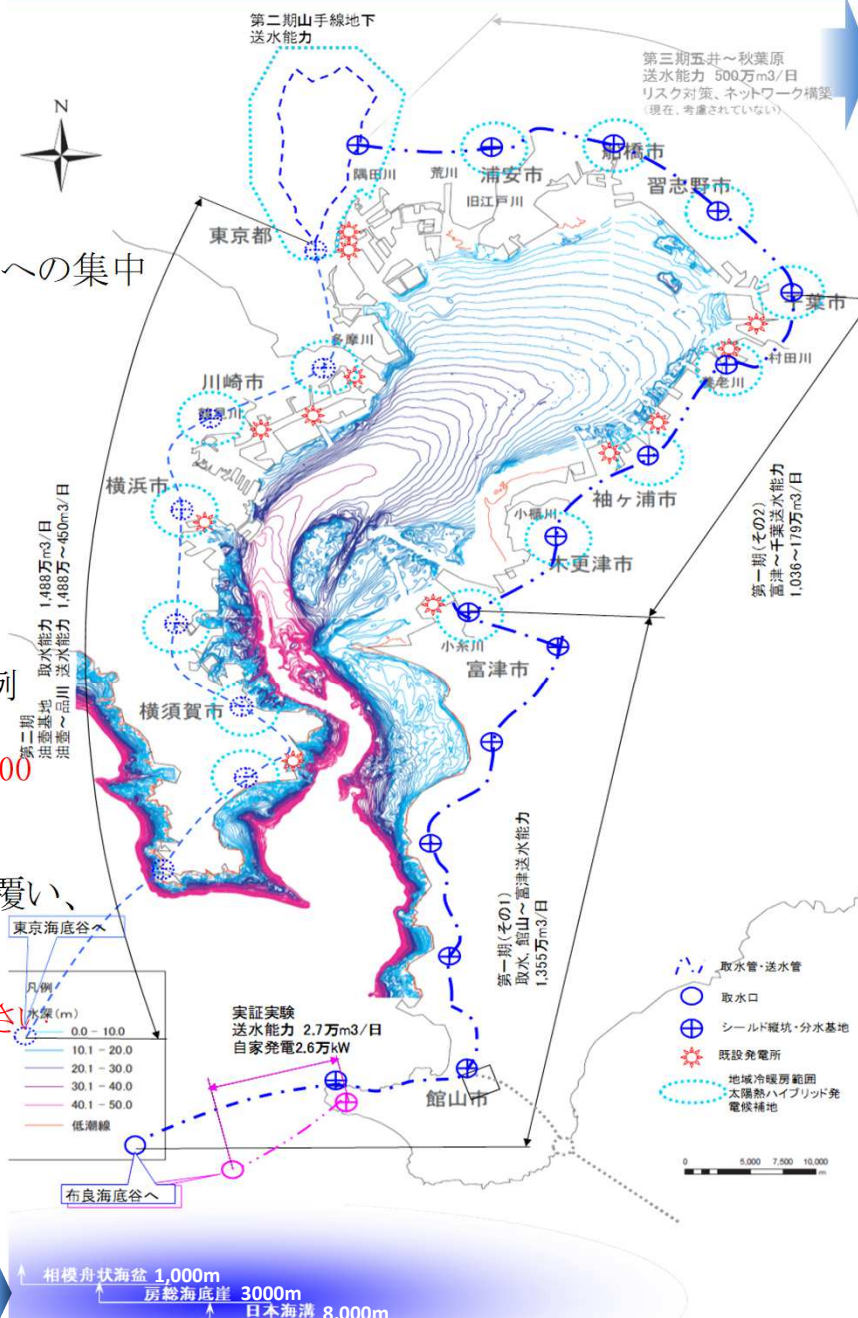 第二期山手線地下
送水能力
第三期五井～秋葉原
送水能力 500万m3/日
リスク対策、ネットワーク構築
（現在、考慮されていない）
N
隅田川
荒川
浦安市
旧江戸川
船橋市
習志野市
東京都
への集中
千葉市
多摩川
村田川
川崎市
鶴見川
養老川
横浜市
袖ヶ浦市
小櫃川
木更津市
第一期(その2)
富津～千葉送水能力
1,036～179万m3/日
小糸川
富津市
第二期
油壺基地 取水能力 1,488万m3/日
油壺～品川 送水能力 1,488万～450m3/日
例
横須賀市
00
覆い、
東京海底谷へ
第一期(その1)
取水、館山～富津送水能力
1,355万m3/日
凡例
水深(m)
0.0 - 10.0
10.1 - 20.0
20.1 - 30.0
30.1 - 40.0
40.1 - 50.0
低潮線
さい
実証実験
送水能力 2.7万m3/日
自家発電2.6万kW
取水管・送水管
取水口
シールド縦坑・分水基地
既設発電所
地域冷暖房範囲
太陽熱ハイブリッド発
電候補地
館山市
0 5,000 7,500 10,000
m
布良海底谷へ
相模舟状海盆 1,000m
房総海底崖 3000m
日本海溝 8,000m